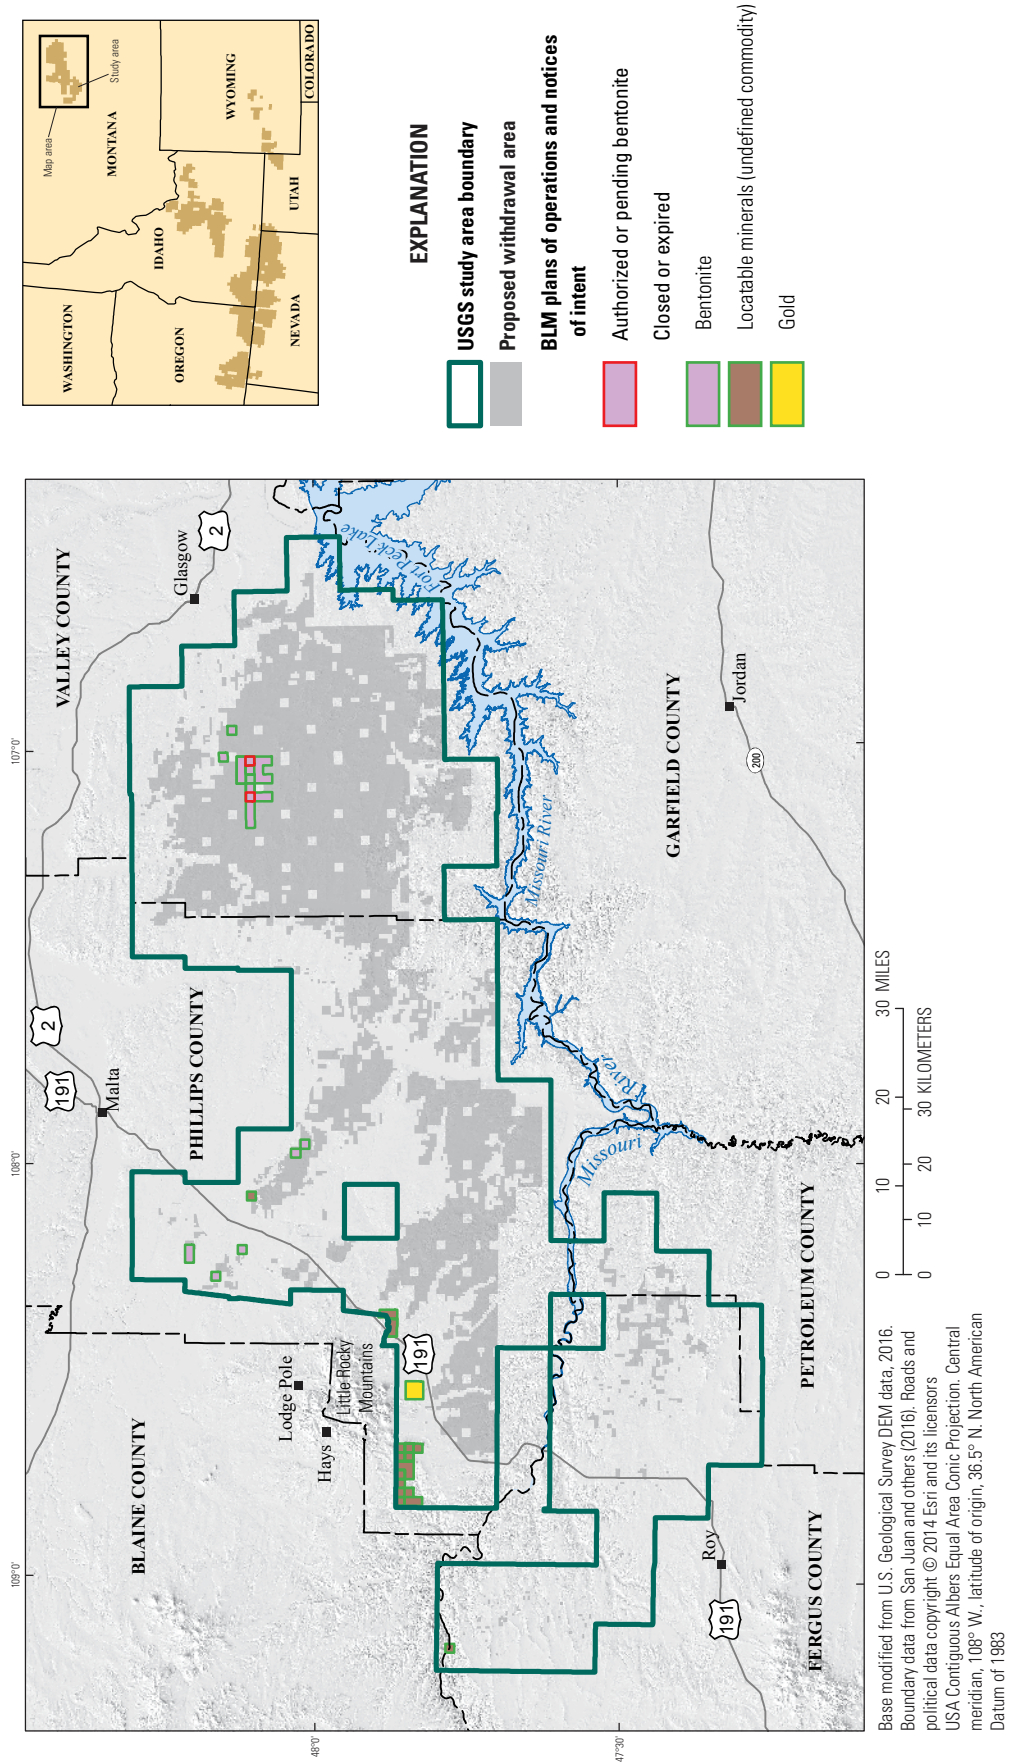 109°0'
108°0'
107°0'
48°0'
47°30'
BLAINE COUNTY
PHILLIPS COUNTY
VALLEY COUNTY
Malta
191
2
Glasgow
2
Lodge Pole
Hays
Little Rocky
Mountains
191
Fort Peck Lake
Missouri River
Missouri
River
GARFIELD COUNTY
Jordan
200
Roy
191
FERGUS COUNTY
PETROLEUM COUNTY
Base modified from U.S. Geological Survey DEM data, 2016.
Boundary data from San Juan and others (2016). Roads and
political data copyright © 2014 Esri and its licensors
USA Contiguous Albers Equal Area Conic Projection. Central
meridian, 108° W., latitude of origin, 36.5° N. North American
Datum of 1983
0 10 20 30 MILES
0 10 20 30 KILOMETERS
EXPLANATION
USGS study area boundary
Proposed withdrawal area
BLM plans of operations and notices
of intent
Authorized or pending bentonite
Closed or expired
Bentonite
Locatable minerals (undefined commodity)
Gold
WASHINGTON
OREGON
IDAHO
MONTANA
Map area
Study area
WYOMING
NEVADA
UTAH
COLORADO